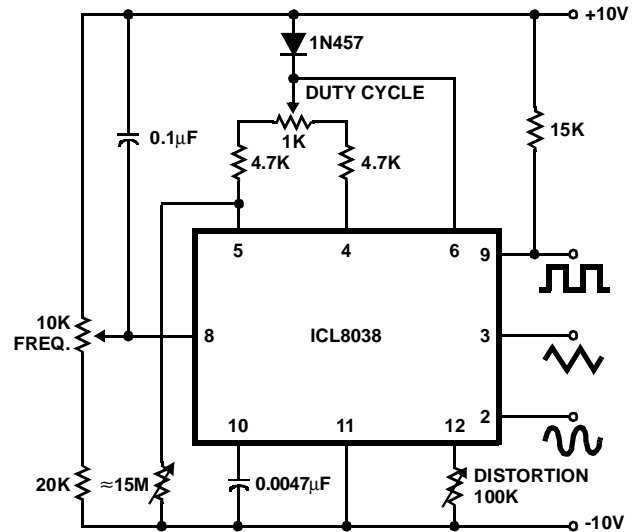 +10V
1N457
DUTY CYCLE
0.1μF
1K
15K
4.7K
4.7K
5
4
6
9
10K
FREQ.
8
ICL8038
3
10
11
12
2
20K
≈15M
0.0047μF
DISTORTION
100K
-10V